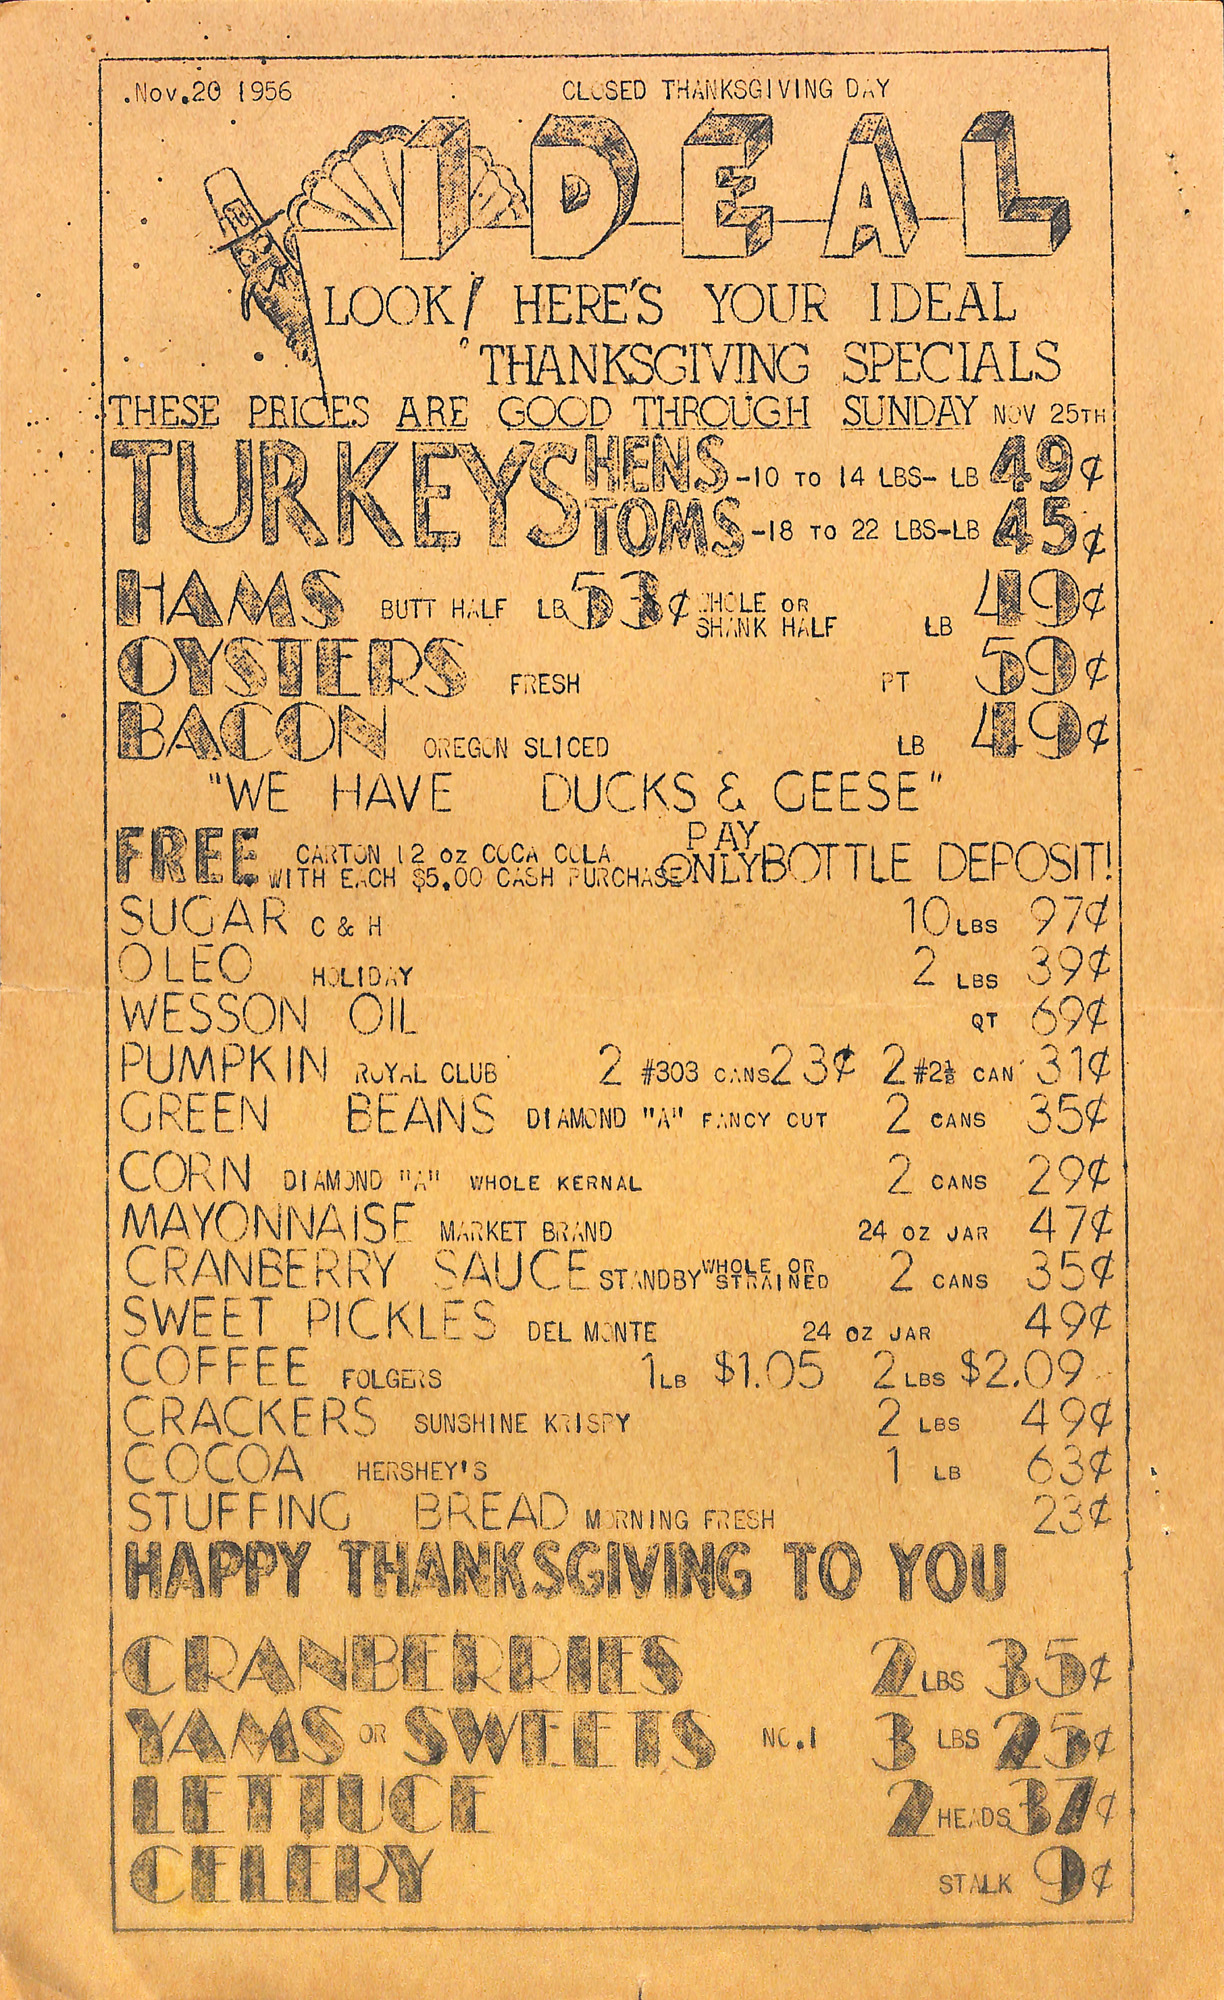 Nov.20 1956 CLOSED THANKSGIVING DAY
IDEAL
LOOK! HERE'S YOUR IDEAL
THANKSGIVING SPECIALS
THESE PRICES ARE GOOD THROUGH SUNDAY NOV 25TH
TURKEYS HENS -10 TO 14 LBS- LB 49¢
TOMS -18 TO 22 LBS-LB 45¢
HAMS BUTT HALF LB 53¢ WHOLE OR SHANK HALF LB 49¢
OYSTERS FRESH PT 59¢
BACON OREGON SLICED LB 49¢
"WE HAVE DUCKS & GEESE"
FREE CARTON 12 oz COCA COLA WITH EACH $5.00 CASH PURCHASE PAY ONLY BOTTLE DEPOSIT!
SUGAR C & H 10 LBS 97¢
OLEO HOLIDAY 2 LBS 39¢
WESSON OIL QT 69¢
PUMPKIN ROYAL CLUB 2 #303 CANS 23¢ 2 #2½ CAN 31¢
GREEN BEANS DIAMOND "A" FANCY CUT 2 CANS 35¢
CORN DIAMOND "A" WHOLE KERNAL 2 CANS 29¢
MAYONNAISE MARKET BRAND 24 OZ JAR 47¢
CRANBERRY SAUCE STANDBY WHOLE OR STRAINED 2 CANS 35¢
SWEET PICKLES DEL MONTE 24 OZ JAR 49¢
COFFEE FOLGERS 1LB $1.05 2 LBS $2.09
CRACKERS SUNSHINE KRISPY 2 LBS 49¢
COCOA HERSHEY'S 1 LB 63¢
STUFFING BREAD MORNING FRESH 23¢
HAPPY THANKSGIVING TO YOU
CRANBERRIES 2 LBS 35¢
YAMS OR SWEETS NO.1 3 LBS 25¢
LETTUCE 2 HEADS 37¢
CELERY STALK 9¢